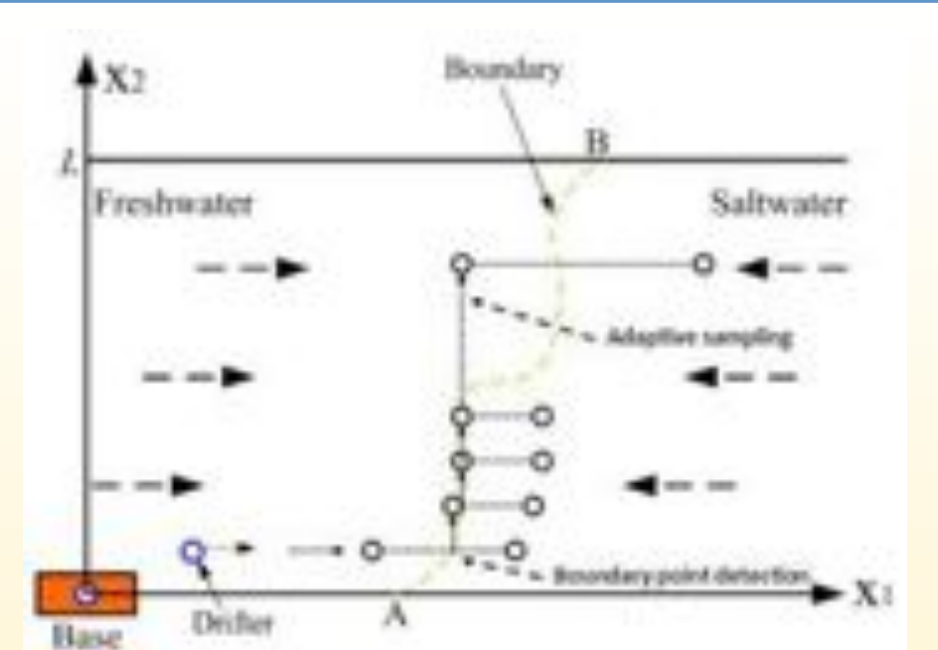 X2
Boundary
B
L
Freshwater
Saltwater
Adaptive sampling
Boundary point detection
X1
Drifter
A
Base